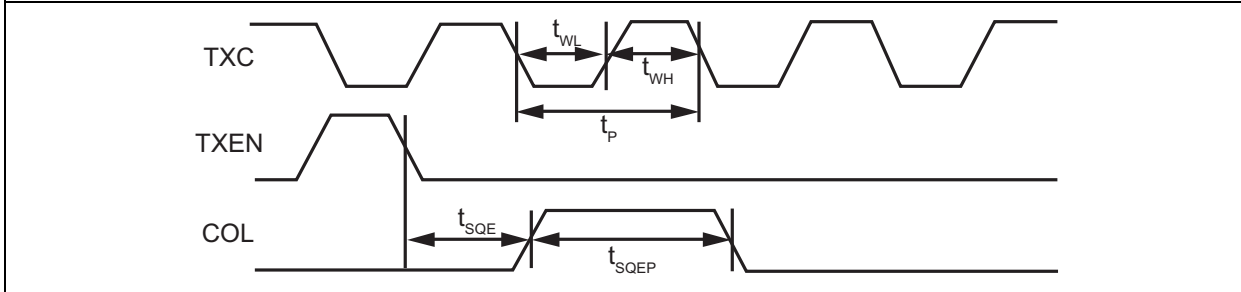 TXC
t_WL
t_WH
t_P
TXEN
COL
t_SQE
t_SQEP